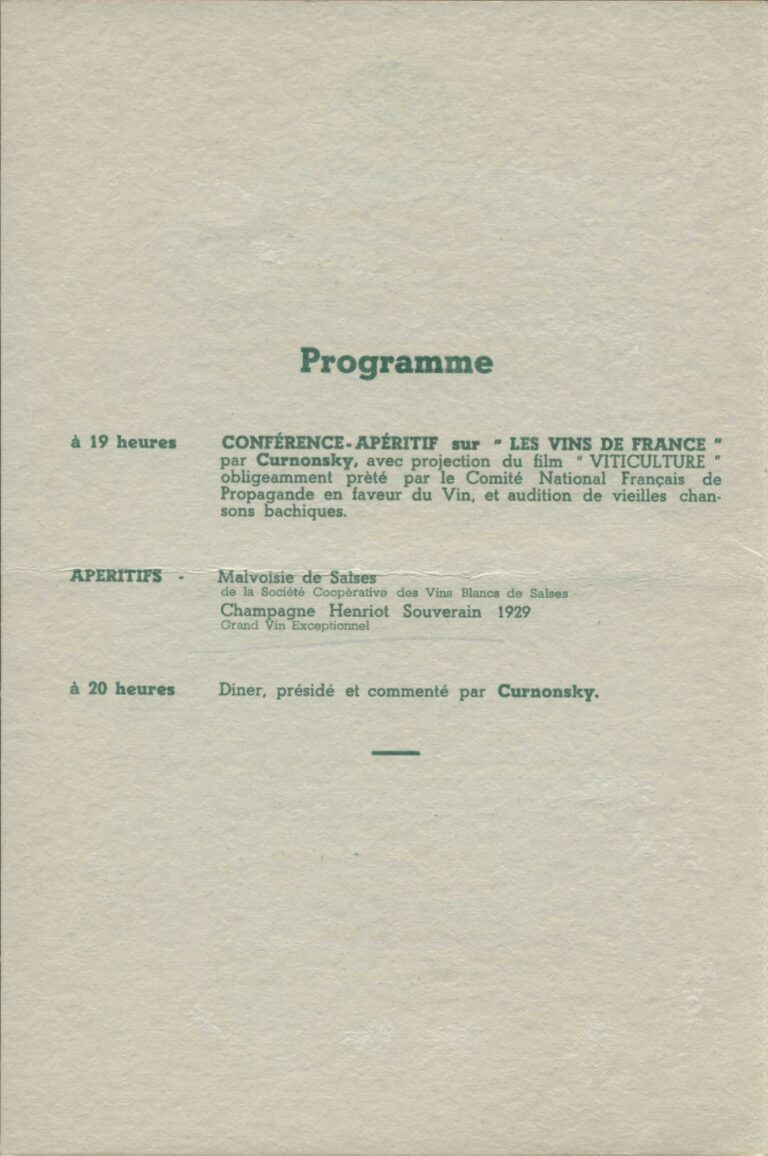 Programme
à 19 heures CONFÉRENCE-APÉRITIF sur " LES VINS DE FRANCE "
par Curnonsky, avec projection du film " VITICULTURE "
obligeamment prèté par le Comité National Français de
Propagande en faveur du Vin, et audition de vieilles chan-
sons bachiques.
APERITIFS - Malvoisie de Salses
de la Société Coopèrative des Vins Blancs de Salses
Champagne Henriot Souverain 1929
Grand Vin Exceptionnel
à 20 heures Diner, présidé et commenté par Curnonsky.